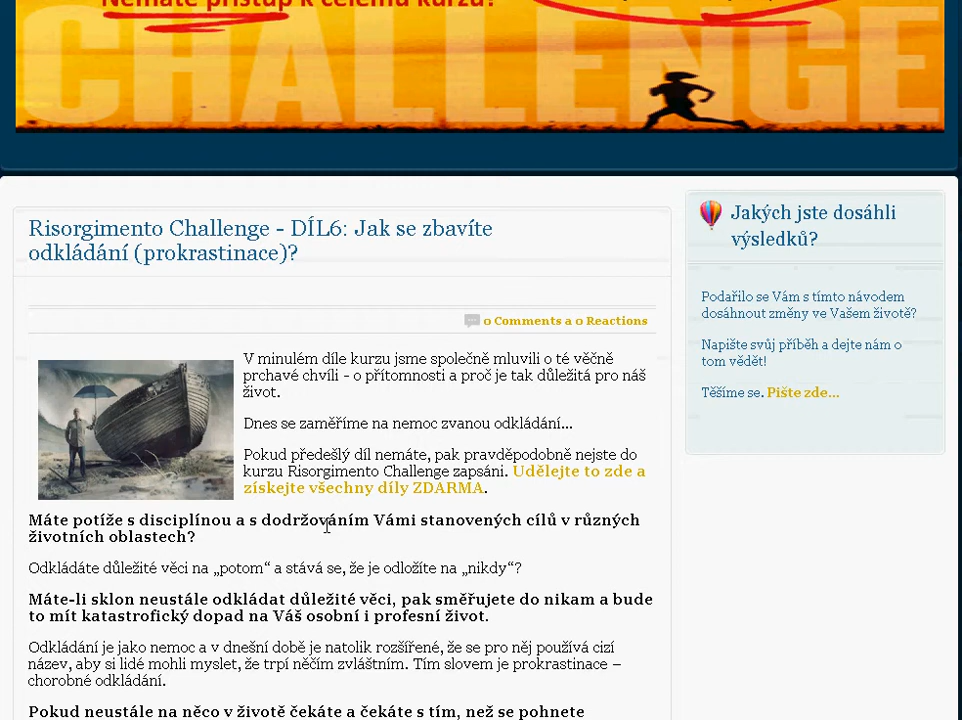 Nemáte přístup k celému kurzu?
CHALLENGE
Risorgimento Challenge - DÍL6: Jak se zbavíte
odkládání (prokrastinace)?
0 Comments a 0 Reactions
V minulém díle kurzu jsme společně mluvili o té věčně
prchavé chvíli - o přítomnosti a proč je tak důležitá pro náš
život.
Dnes se zaměříme na nemoc zvanou odkládání...
Pokud předešlý díl nemáte, pak pravděpodobně nejste do
kurzu Risorgimento Challenge zapsáni. Udělejte to zde a
získejte všechny díly ZDARMA.
Máte potíže s disciplínou a s dodržováním Vámi stanovených cílů v různých
životních oblastech?
Odkládáte důležité věci na „potom“ a stává se, že je odložíte na „nikdy“?
Máte-li sklon neustále odkládat důležité věci, pak směřujete do nikam a bude
to mít katastrofický dopad na Váš osobní i profesní život.
Odkládání je jako nemoc a v dnešní době je natolik rozšířené, že se pro něj používá cizí
název, aby si lidé mohli myslet, že trpí něčím zvláštním. Tím slovem je prokrastinace –
chorobné odkládání.
Pokud neustále na něco v životě čekáte a čekáte s tím, než se pohnete
Jakých jste dosáhli
výsledků?
Podařilo se Vám s tímto návodem
dosáhnout změny ve Vašem životě?
Napište svůj příběh a dejte nám o
tom vědět!
Těšíme se. Pište zde...